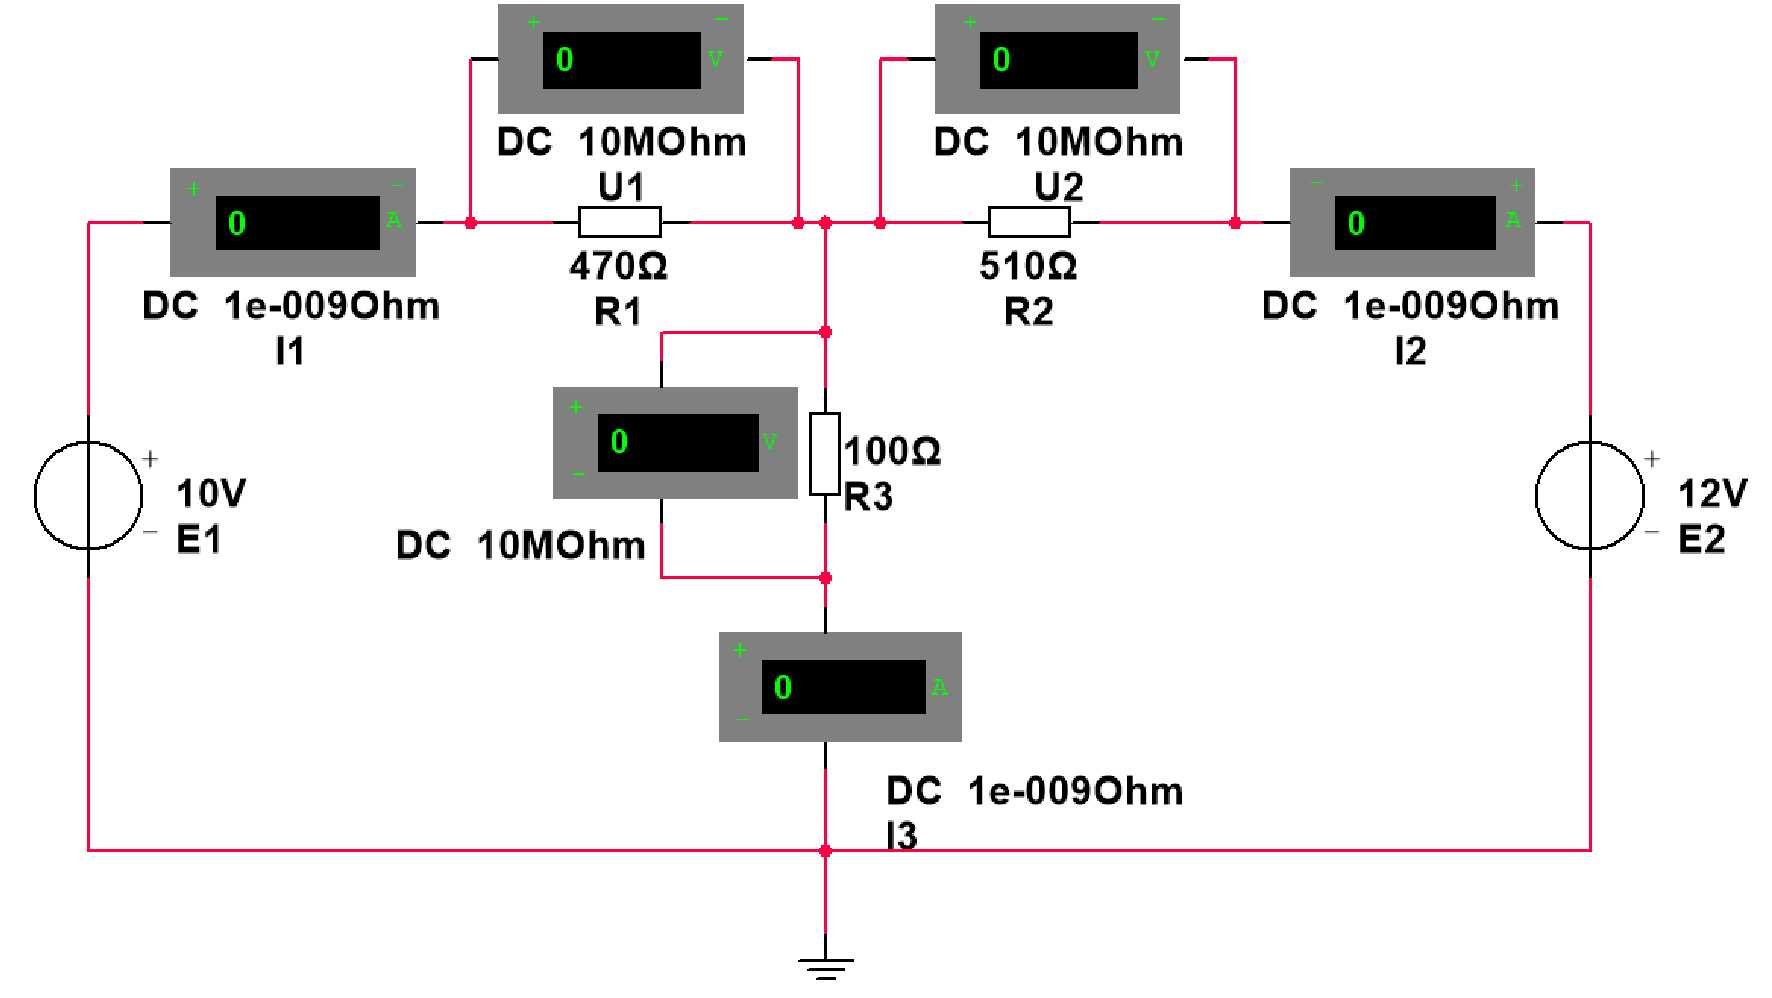 + −
0 V
DC 10MOhm
U1
+ −
0 V
DC 10MOhm
U2
+ −
0 A
DC 1e-009Ohm
I1
470Ω
R1
510Ω
R2
− +
0 A
DC 1e-009Ohm
I2
+
0 V
−
DC 10MOhm
100Ω
R3
+
10V
−
E1
+
12V
−
E2
+
0 A
−
DC 1e-009Ohm
I3